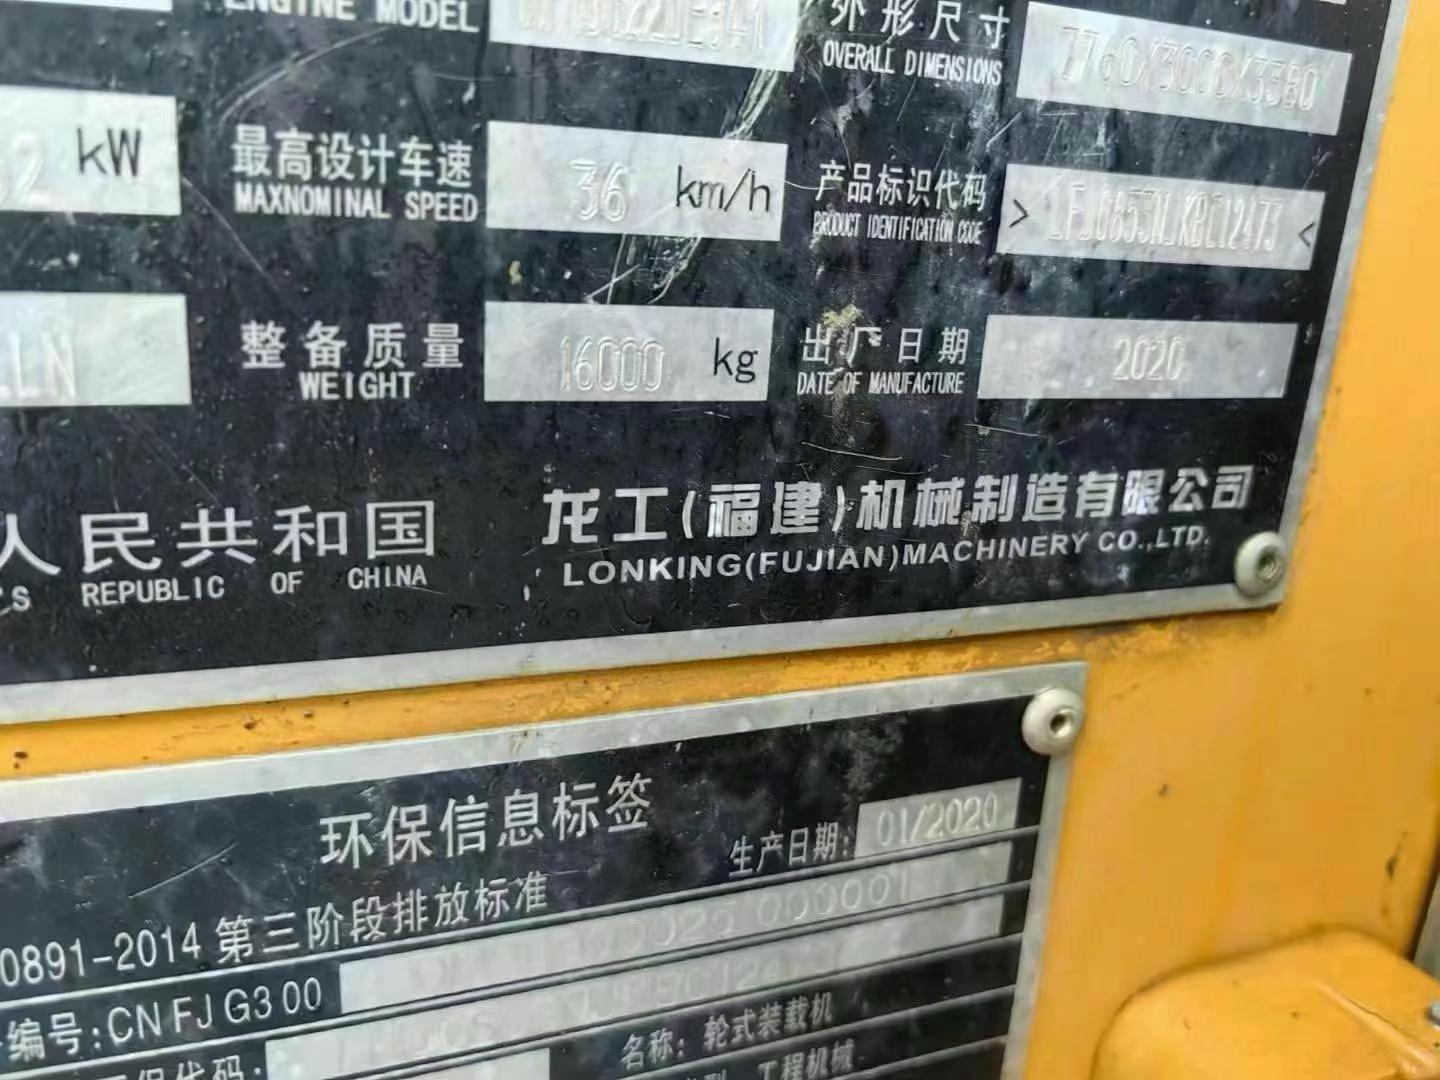 ENGINE MODEL
外形尺寸
OVERALL DIMENSIONS 7760X3000X3380
2 kW
最高设计车速
MAXNOMINAL SPEED 36 km/h
产品标识代码
PRODUCT IDENTIFICATION CODE > <
LN
整备质量
WEIGHT 16000 kg
出厂日期
DATE OF MANUFACTURE 2020
人民共和国
REPUBLIC OF CHINA
龙工(福建)机械制造有限公司
LONKING(FUJIAN)MACHINERY CO.,LTD.
环保信息标签
生产日期: 01/2020
0891-2014 第三阶段排放标准
编号:CN FJ G3 00
名称: 轮式装载机
工程机械